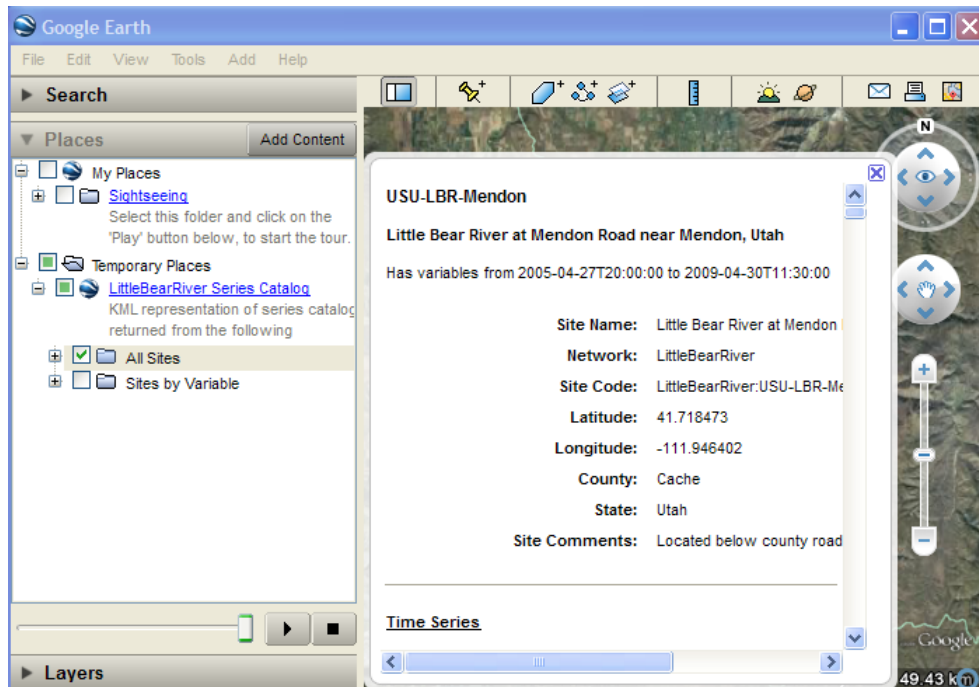 Google Earth
File Edit View Tools Add Help
Search
Places Add Content
My Places
Sightseeing
Select this folder and click on the
'Play' button below, to start the tour.
Temporary Places
LittleBearRiver Series Catalog
KML representation of series catalog
returned from the following
All Sites
Sites by Variable
Layers
N
USU-LBR-Mendon
Little Bear River at Mendon Road near Mendon, Utah
Has variables from 2005-04-27T20:00:00 to 2009-04-30T11:30:00
Site Name: Little Bear River at Mendon
Network: LittleBearRiver
Site Code: LittleBearRiver:USU-LBR-Me
Latitude: 41.718473
Longitude: -111.946402
County: Cache
State: Utah
Site Comments: Located below county road
Time Series
Google
49.43 km